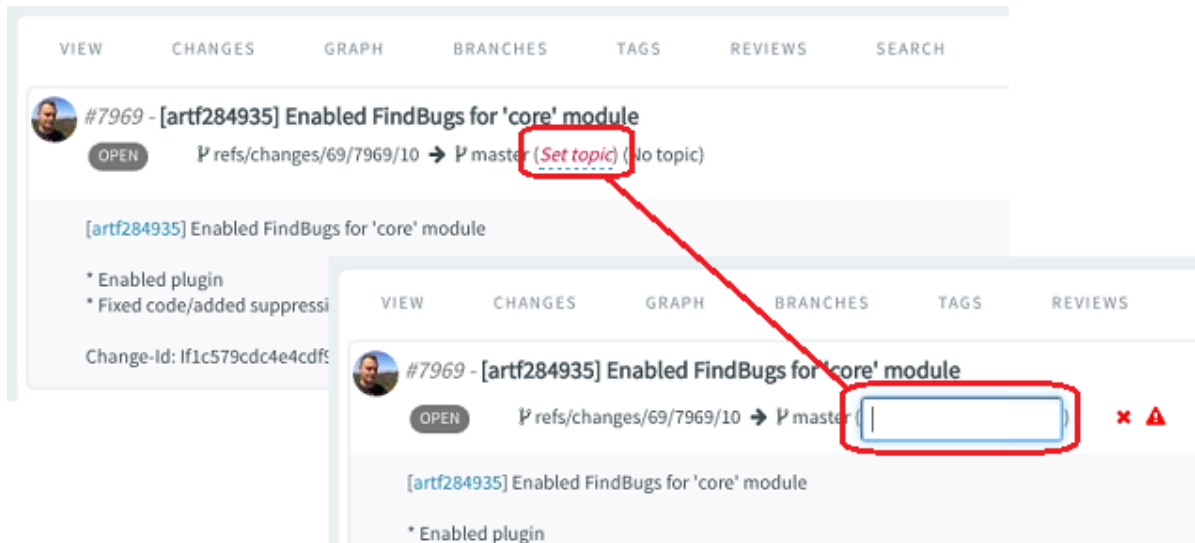 VIEW CHANGES GRAPH BRANCHES TAGS REVIEWS SEARCH
#7969 - [artf284935] Enabled FindBugs for 'core' module
OPEN refs/changes/69/7969/10 → master (Set topic) (No topic)
[artf284935] Enabled FindBugs for 'core' module
* Enabled plugin
* Fixed code/added suppressi
Change-Id: If1c579cdc4e4cdf9
VIEW CHANGES GRAPH BRANCHES TAGS REVIEWS
#7969 - [artf284935] Enabled FindBugs for 'core' module
OPEN refs/changes/69/7969/10 → master ( )
[artf284935] Enabled FindBugs for 'core' module
* Enabled plugin